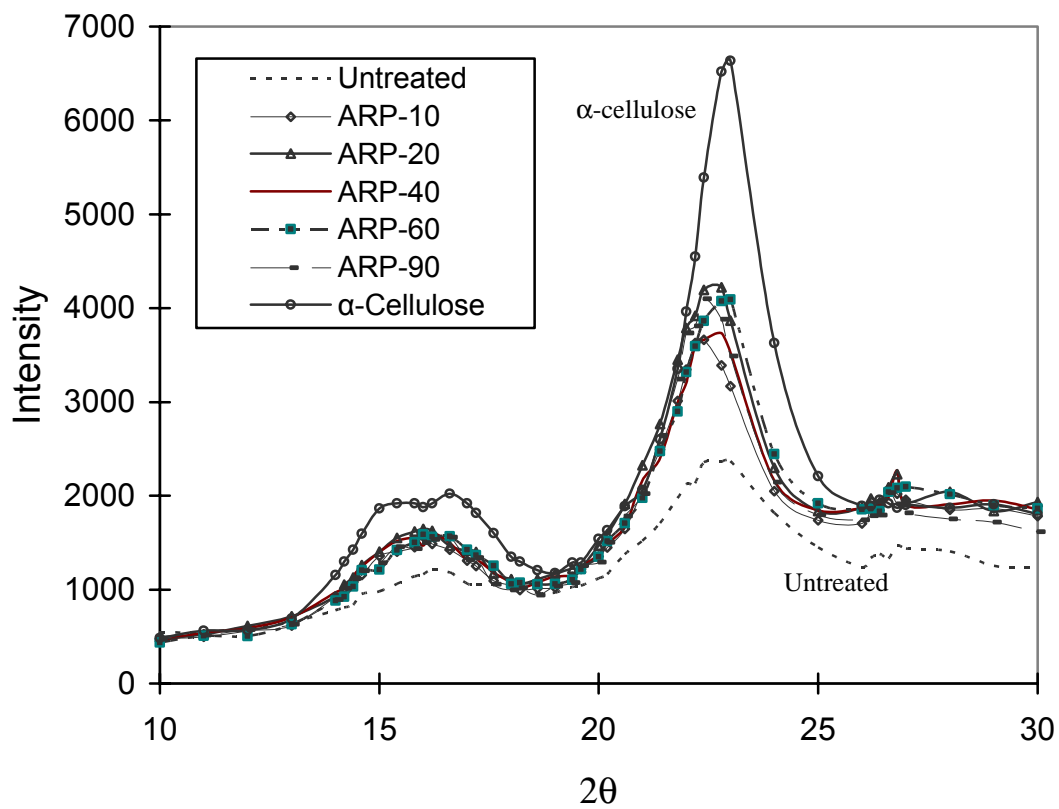 7000
6000
5000
4000
3000
2000
1000
0
Intensity
Untreated
ARP-10
ARP-20
ARP-40
ARP-60
ARP-90
α-Cellulose
α-cellulose
Untreated
10
15
20
25
30
2θ